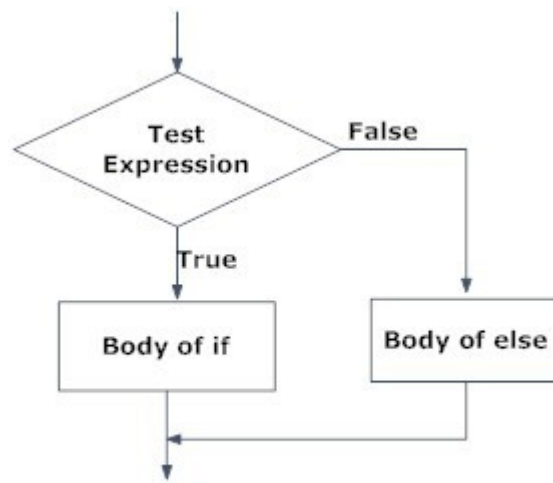 Test
Expression
False
True
Body of if
Body of else